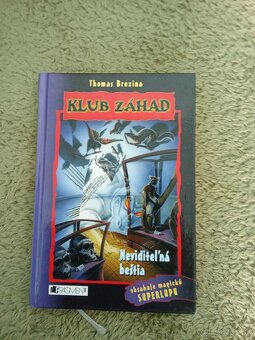 Thomas Brezina
KLUB ZÁHAD
Neviditeľná
beštia
obsahuje magickú
SUPERLUPU
FRAGMENT